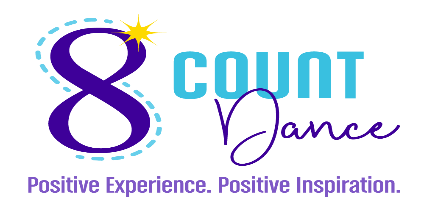 8 COUNT
Dance
Positive Experience. Positive Inspiration.